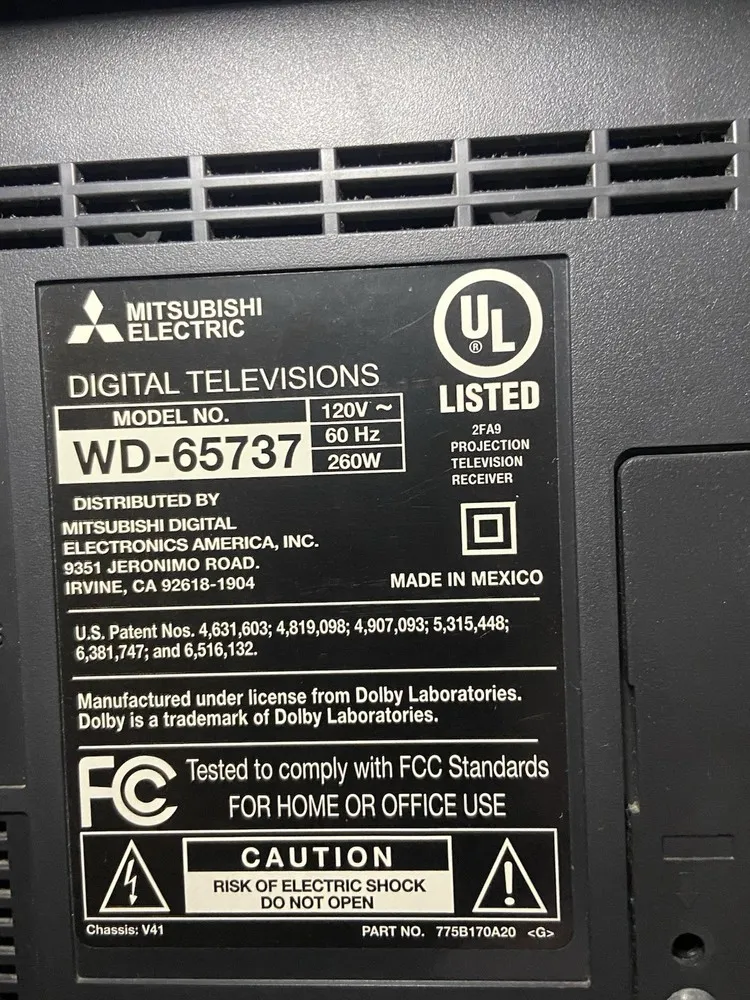 MITSUBISHI
ELECTRIC
UL
®
LISTED
DIGITAL TELEVISIONS
MODEL NO.
WD-65737
120V ~
60 Hz
260W
2FA9
PROJECTION
TELEVISION
RECEIVER
DISTRIBUTED BY
MITSUBISHI DIGITAL
ELECTRONICS AMERICA, INC.
9351 JERONIMO ROAD.
IRVINE, CA 92618-1904
MADE IN MEXICO
U.S. Patent Nos. 4,631,603; 4,819,098; 4,907,093; 5,315,448;
6,381,747; and 6,516,132.
Manufactured under license from Dolby Laboratories.
Dolby is a trademark of Dolby Laboratories.
FC Tested to comply with FCC Standards
FOR HOME OR OFFICE USE
CAUTION
RISK OF ELECTRIC SHOCK
DO NOT OPEN
!
Chassis: V41
PART NO. 775B170A20 <G>